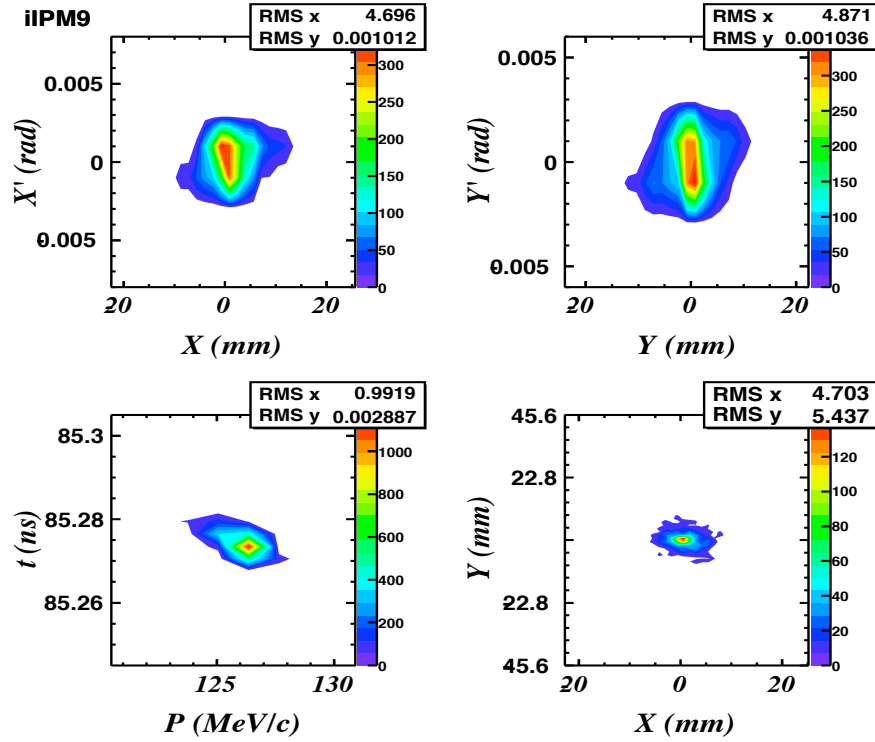 iIPM9
RMS x 4.696
RMS y 0.001012
0.005
0
0.005
X' (rad)
20 0 20
X (mm)
300
250
200
150
100
50
0
RMS x 4.871
RMS y 0.001036
0.005
0
0.005
Y' (rad)
20 0 20
Y (mm)
300
250
200
150
100
50
0
RMS x 0.9919
RMS y 0.002887
85.3
85.28
85.26
t (ns)
125 130
P (MeV/c)
1000
800
600
400
200
0
RMS x 4.703
RMS y 5.437
45.6
22.8
22.8
45.6
Y (mm)
20 0 20
X (mm)
120
100
80
60
40
20
0